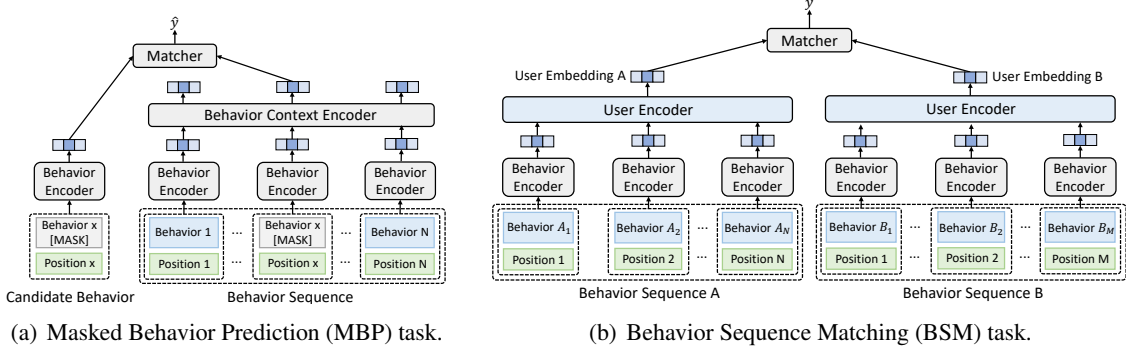 ŷ
Matcher
Behavior Context Encoder
Behavior Encoder
Behavior Encoder
Behavior Encoder
Behavior Encoder
Behavior x [MASK]
Behavior 1
...
Behavior x [MASK]
...
Behavior N
Position x
Position 1
...
Position x
...
Position N
Candidate Behavior
Behavior Sequence
(a) Masked Behavior Prediction (MBP) task.
ŷ
Matcher
User Embedding A
User Embedding B
User Encoder
User Encoder
Behavior Encoder
Behavior Encoder
Behavior Encoder
Behavior Encoder
Behavior Encoder
Behavior Encoder
Behavior A₁
...
Behavior A₂
...
Behavior A_N
Behavior B₁
...
Behavior B₂
...
Behavior B_M
Position 1
...
Position 2
...
Position N
Position 1
...
Position 2
...
Position M
Behavior Sequence A
Behavior Sequence B
(b) Behavior Sequence Matching (BSM) task.